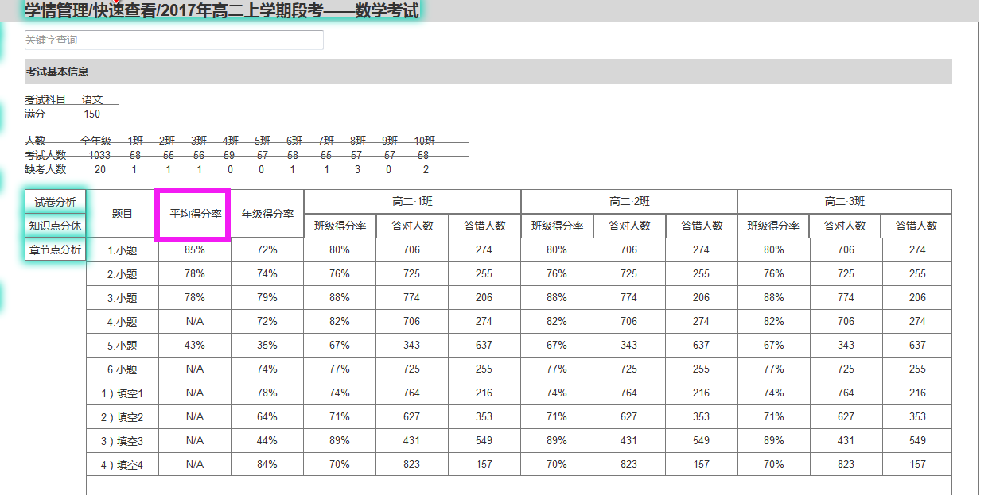 学情管理/快速查看/2017年高二上学期段考——数学考试
关键字查询
考试基本信息
考试科目 语文
满分 150
人数 全年级 1班 2班 3班 4班 5班 6班 7班 8班 9班 10班
考试人数 1033 58 55 56 59 57 58 55 57 57 58
缺考人数 20 1 1 1 0 0 1 1 3 0 2
试卷分析 题目 平均得分率 年级得分率 高二·1班 高二·2班 高二·3班
知识点分休 班级得分率 答对人数 答错人数 班级得分率 答对人数 答错人数 班级得分率 答对人数 答错人数
章节点分析 1.小题 85% 72% 80% 706 274 80% 706 274 80% 706 274
2.小题 78% 74% 76% 725 255 76% 725 255 76% 725 255
3.小题 78% 79% 88% 774 206 88% 774 206 88% 774 206
4.小题 N/A 72% 82% 706 274 82% 706 274 82% 706 274
5.小题 43% 35% 67% 343 637 67% 343 637 67% 343 637
6.小题 N/A 74% 77% 725 255 77% 725 255 77% 725 255
1）填空1 N/A 78% 74% 764 216 74% 764 216 74% 764 216
2）填空2 N/A 64% 71% 627 353 71% 627 353 71% 627 353
3）填空3 N/A 44% 89% 431 549 89% 431 549 89% 431 549
4）填空4 N/A 84% 70% 823 157 70% 823 157 70% 823 157